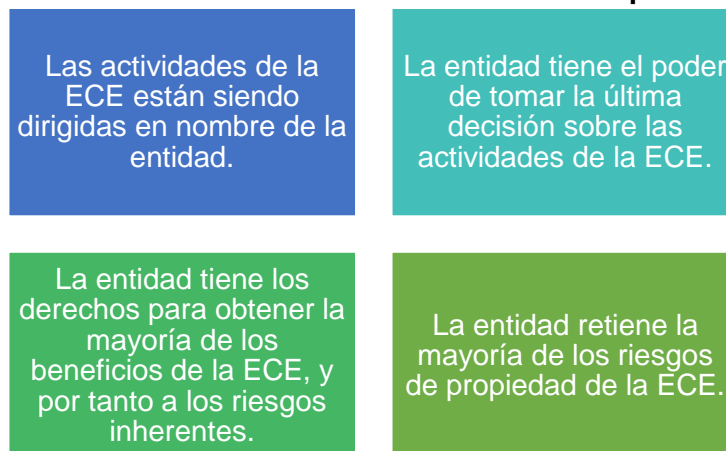 Las actividades de la
ECE están siendo
dirigidas en nombre de la
entidad.
La entidad tiene el poder
de tomar la última
decisión sobre las
actividades de la ECE.
La entidad tiene los
derechos para obtener la
mayoría de los
beneficios de la ECE, y
por tanto a los riesgos
inherentes.
La entidad retiene la
mayoría de los riesgos
de propiedad de la ECE.